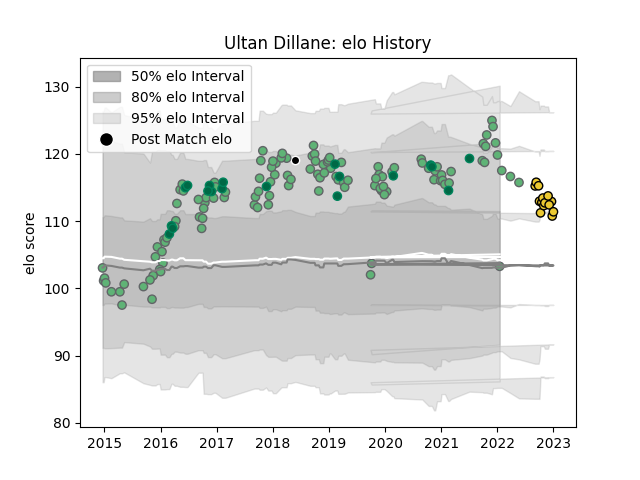 Ultan Dillane: elo History
50% elo Interval
80% elo Interval
95% elo Interval
Post Match elo
elo score
130
120
110
100
90
80
2015 2016 2017 2018 2019 2020 2021 2022 2023